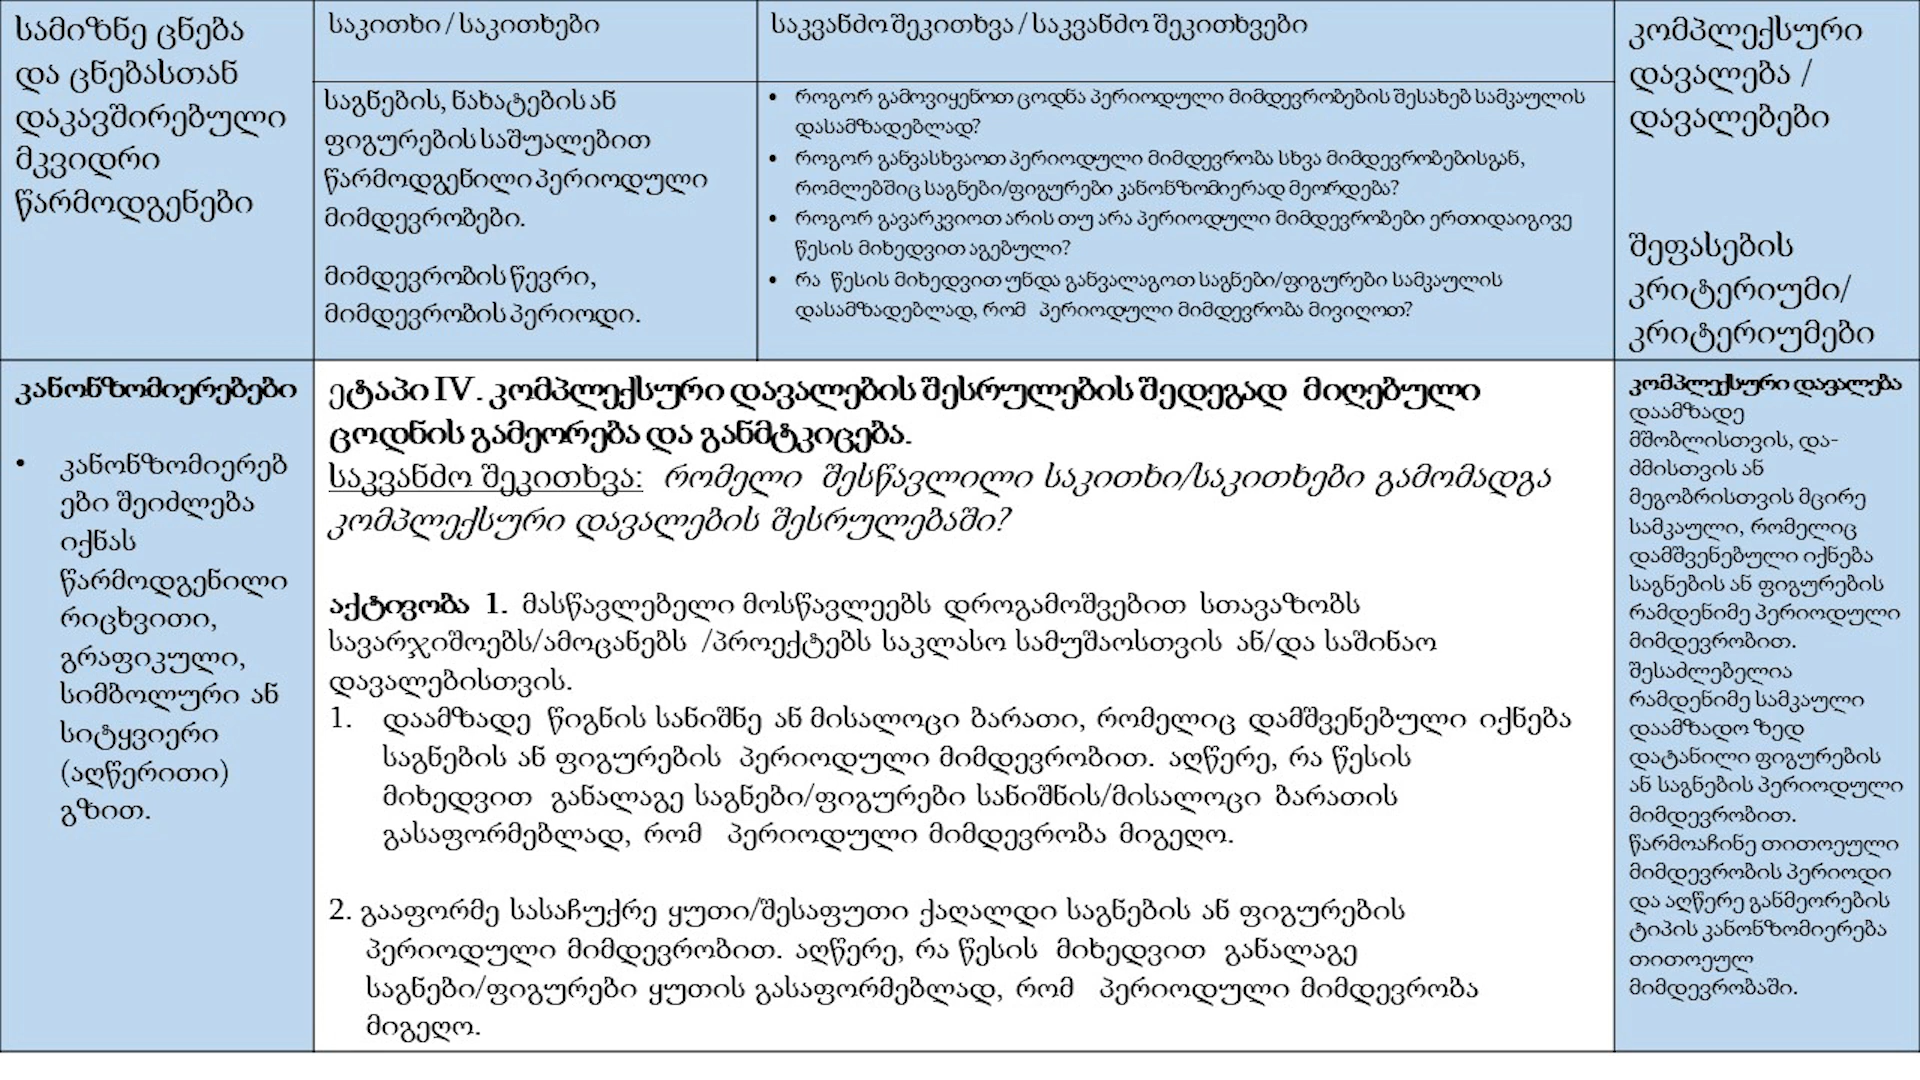 სამიზნე ცნება
და ცნებასთან
დაკავშირებული
მკვიდრი
წარმოდგენები
საკითხი / საკითხები
საკვანძო შეკითხვა / საკვანძო შეკითხვები
კომპლექსური
დავალება /
დავალებები
შეფასების
კრიტერიუმი/
კრიტერიუმები
საგნების, ნახატების ან
ფიგურების საშუალებით
წარმოდგენილი პერიოდული
მიმდევრობები.
მიმდევრობის წევრი,
მიმდევრობის პერიოდი.
• როგორ გამოვიყენოთ ცოდნა პერიოდული მიმდევრობების შესახებ სამკაულის
დასამზადებლად?
• როგორ განვასხვაოთ პერიოდული მიმდევრობა სხვა მიმდევრობებისგან,
რომლებშიც საგნები/ფიგურები კანონზომიერად მეორდება?
• როგორ გავარკვიოთ არის თუ არა პერიოდული მიმდევრობები ერთიდაიგივე
წესის მიხედვით აგებული?
• რა წესის მიხედვით უნდა განვალაგოთ საგნები/ფიგურები სამკაულის
დასამზადებლად, რომ პერიოდული მიმდევრობა მივიღოთ?
კანონზომიერებები
• კანონზომიერებ
ები შეიძლება
იქნას
წარმოდგენილი
რიცხვითი,
გრაფიკული,
სიმბოლური ან
სიტყვიერი
(აღწერითი)
გზით.
ეტაპი IV. კომპლექსური დავალების შესრულების შედეგად მიღებული
ცოდნის გამეორება და განმტკიცება.
საკვანძო შეკითხვა: რომელი შესწავლილი საკითხი/საკითხები გამომადგა
კომპლექსური დავალების შესრულებაში?
აქტივობა 1. მასწავლებელი მოსწავლეებს დროგამოშვებით სთავაზობს
სავარჯიშოებს/ამოცანებს /პროექტებს საკლასო სამუშაოსთვის ან/და საშინაო
დავალებისთვის.
1. დაამზადე წიგნის სანიშნე ან მისალოცი ბარათი, რომელიც დამშვენებული იქნება
საგნების ან ფიგურების პერიოდული მიმდევრობით. აღწერე, რა წესის
მიხედვით განალაგე საგნები/ფიგურები სანიშნის/მისალოცი ბარათის
გასაფორმებლად, რომ პერიოდული მიმდევრობა მიგეღო.
2. გააფორმე სასაჩუქრე ყუთი/შესაფუთი ქაღალდი საგნების ან ფიგურების
პერიოდული მიმდევრობით. აღწერე, რა წესის მიხედვით განალაგე
საგნები/ფიგურები ყუთის გასაფორმებლად, რომ პერიოდული მიმდევრობა
მიგეღო.
კომპლექსური დავალება
დაამზადე
მშობლისთვის, და-
ძმისთვის ან
მეგობრისთვის მცირე
სამკაული, რომელიც
დამშვენებული იქნება
საგნების ან ფიგურების
რამდენიმე პერიოდული
მიმდევრობით.
შესაძლებელია
რამდენიმე სამკაული
დაამზადო ზედ
დატანილი ფიგურების
ან საგნების პერიოდული
მიმდევრობით.
წარმოაჩინე თითოეული
მიმდევრობის პერიოდი
და აღწერე განმეორების
ტიპის კანონზომიერება
თითოეულ
მიმდევრობაში.